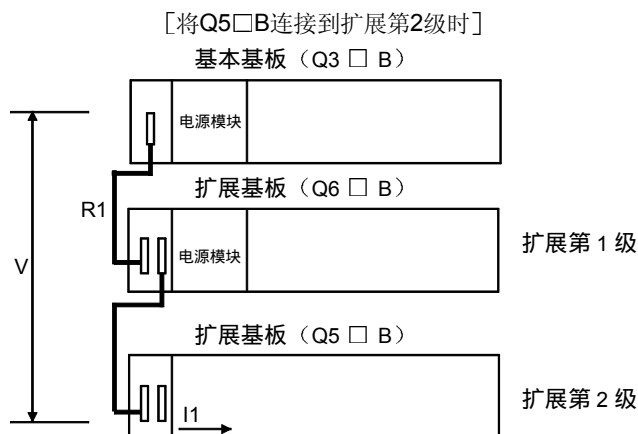 ［将Q5□B连接到扩展第2级时］
基本基板（Q3 □ B）
电源模块
扩展基板（Q6 □ B）
R1
电源模块
扩展第 1 级
V
扩展基板（Q5 □ B）
扩展第 2 级
I1